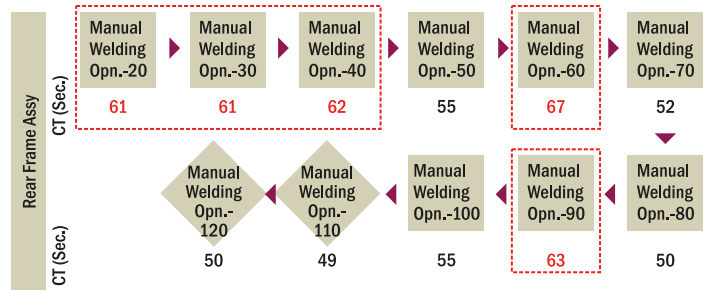 Rear Frame Assy
CT (Sec.)
Manual
Welding
Opn.-20
Manual
Welding
Opn.-30
Manual
Welding
Opn.-40
Manual
Welding
Opn.-50
Manual
Welding
Opn.-60
Manual
Welding
Opn.-70
61
61
62
55
67
52
CT (Sec.)
Manual
Welding
Opn.-
120
Manual
Welding
Opn.-
110
Manual
Welding
Opn.-100
Manual
Welding
Opn.-90
Manual
Welding
Opn.-80
50
49
55
63
50